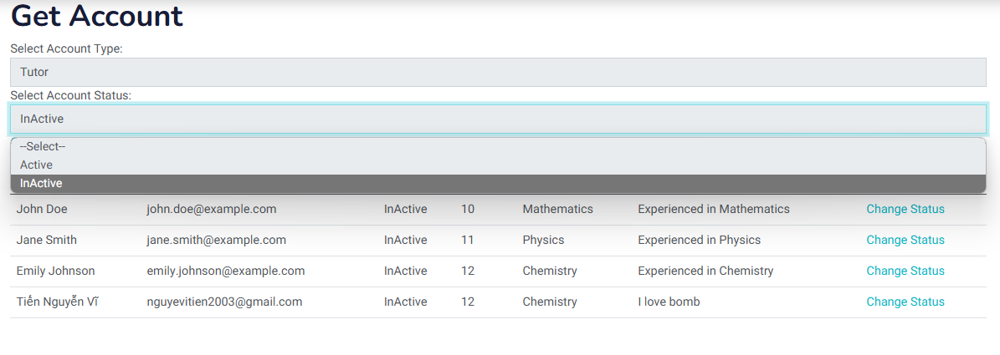 Get Account
Select Account Type:
Tutor
Select Account Status:
InActive
--Select--
Active
InActive
John Doe john.doe@example.com InActive 10 Mathematics Experienced in Mathematics Change Status
Jane Smith jane.smith@example.com InActive 11 Physics Experienced in Physics Change Status
Emily Johnson emily.johnson@example.com InActive 12 Chemistry Experienced in Chemistry Change Status
Tiến Nguyễn Vĩ nguyevitien2003@gmail.com InActive 12 Chemistry I love bomb Change Status